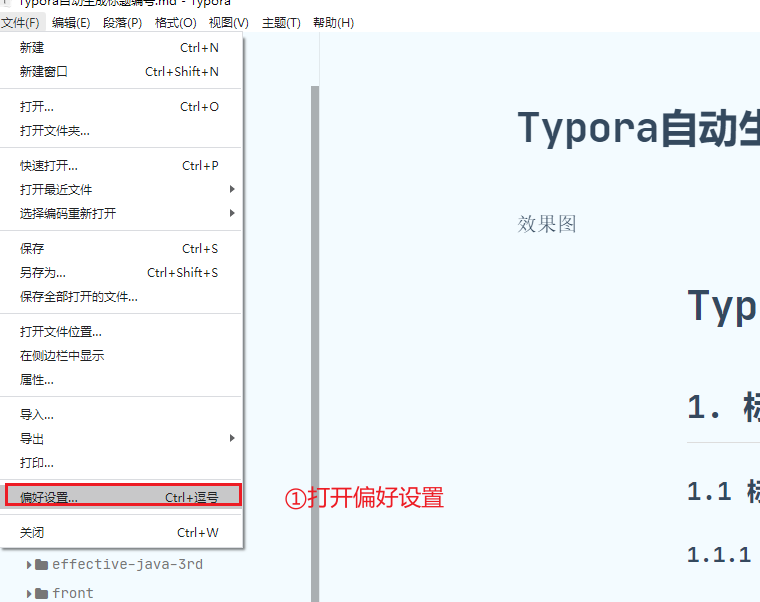 Typora自动生成标题编号.md - Typora
文件(F) 编辑(E) 段落(P) 格式(O) 视图(V) 主题(T) 帮助(H)
新建 Ctrl+N
新建窗口 Ctrl+Shift+N
打开... Ctrl+O
打开文件夹...
快速打开... Ctrl+P
打开最近文件
选择编码重新打开
保存 Ctrl+S
另存为... Ctrl+Shift+S
保存全部打开的文件...
打开文件位置...
在侧边栏中显示
属性...
导入...
导出
打印...
偏好设置... Ctrl+逗号
关闭 Ctrl+W
effective-java-3rd
front
Typora自动生
效果图
Typ
1. 标
1.1 标
1.1.1
①打开偏好设置